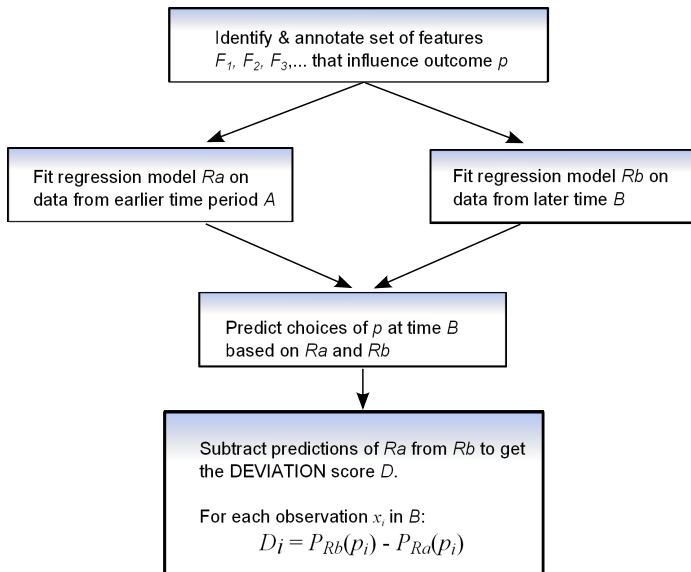 Identify & annotate set of features
F₁, F₂, F₃,... that influence outcome p
Fit regression model Ra on
data from earlier time period A
Fit regression model Rb on
data from later time B
Predict choices of p at time B
based on Ra and Rb
Subtract predictions of Ra from Rb to get
the DEVIATION score D.
For each observation xᵢ in B:
Di = P_Rb(pᵢ) - P_Ra(pᵢ)